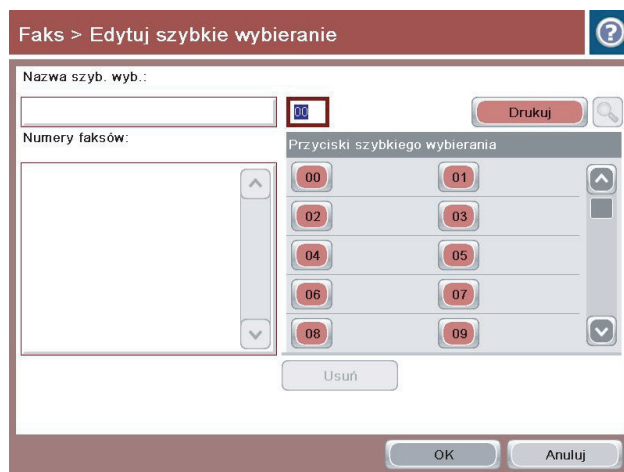 Faks > Edytuj szybkie wybieranie
?
Nazwa szyb. wyb.:
00
Drukuj
Numery faksów:
Przyciski szybkiego wybierania
00 01
02 03
04 05
06 07
08 09
Usuń
OK
Anuluj